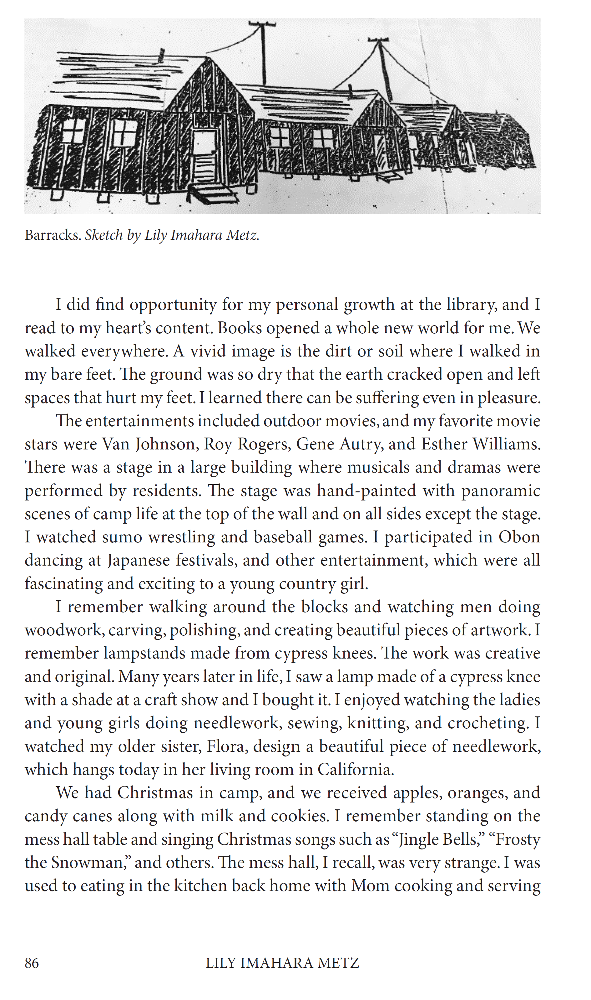 Barracks. Sketch by Lily Imahara Metz.
I did find opportunity for my personal growth at the library, and I
read to my heart’s content. Books opened a whole new world for me. We
walked everywhere. A vivid image is the dirt or soil where I walked in
my bare feet. The ground was so dry that the earth cracked open and left
spaces that hurt my feet. I learned there can be suffering even in pleasure.
The entertainments included outdoor movies, and my favorite movie
stars were Van Johnson, Roy Rogers, Gene Autry, and Esther Williams.
There was a stage in a large building where musicals and dramas were
performed by residents. The stage was hand-painted with panoramic
scenes of camp life at the top of the wall and on all sides except the stage.
I watched sumo wrestling and baseball games. I participated in Obon
dancing at Japanese festivals, and other entertainment, which were all
fascinating and exciting to a young country girl.
I remember walking around the blocks and watching men doing
woodwork, carving, polishing, and creating beautiful pieces of artwork. I
remember lampstands made from cypress knees. The work was creative
and original. Many years later in life, I saw a lamp made of a cypress knee
with a shade at a craft show and I bought it. I enjoyed watching the ladies
and young girls doing needlework, sewing, knitting, and crocheting. I
watched my older sister, Flora, design a beautiful piece of needlework,
which hangs today in her living room in California.
We had Christmas in camp, and we received apples, oranges, and
candy canes along with milk and cookies. I remember standing on the
mess hall table and singing Christmas songs such as “Jingle Bells,” “Frosty
the Snowman,” and others. The mess hall, I recall, was very strange. I was
used to eating in the kitchen back home with Mom cooking and serving
86
LILY IMAHARA METZ